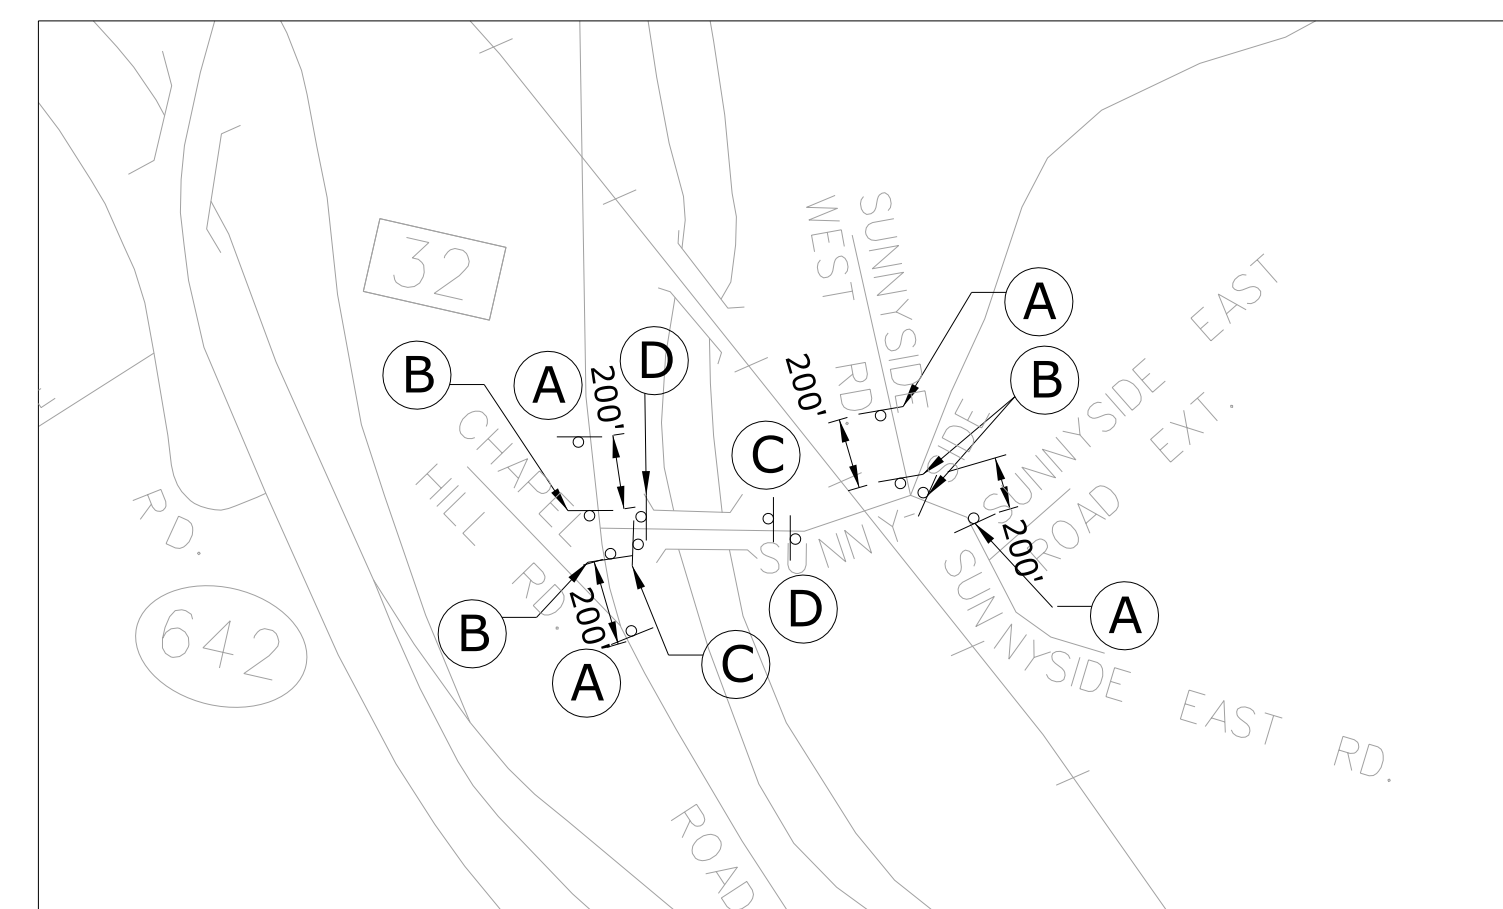 32
SUNNYSIDE
WEST RD.
A
B
A
200'
D
200'
B
C
CHAPEL
HILL RD.
SUNNY-SIDE
SUNNYSIDE EAST
ROAD EXT.
RD.
642
B
200'
A
C
D
200'
A
SUNNYSIDE EAST RD.
ROAD